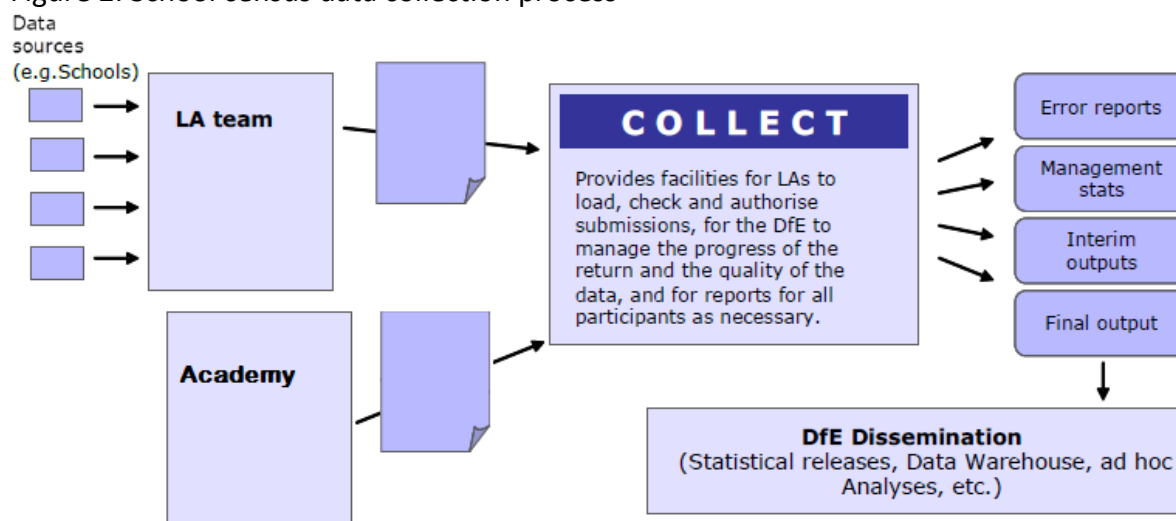 Data
sources
(e.g.Schools)
LA team
Academy
COLLECT
Provides facilities for LAs to
load, check and authorise
submissions, for the DfE to
manage the progress of the
return and the quality of the
data, and for reports for all
participants as necessary.
Error reports
Management
stats
Interim
outputs
Final output
DfE Dissemination
(Statistical releases, Data Warehouse, ad hoc
Analyses, etc.)